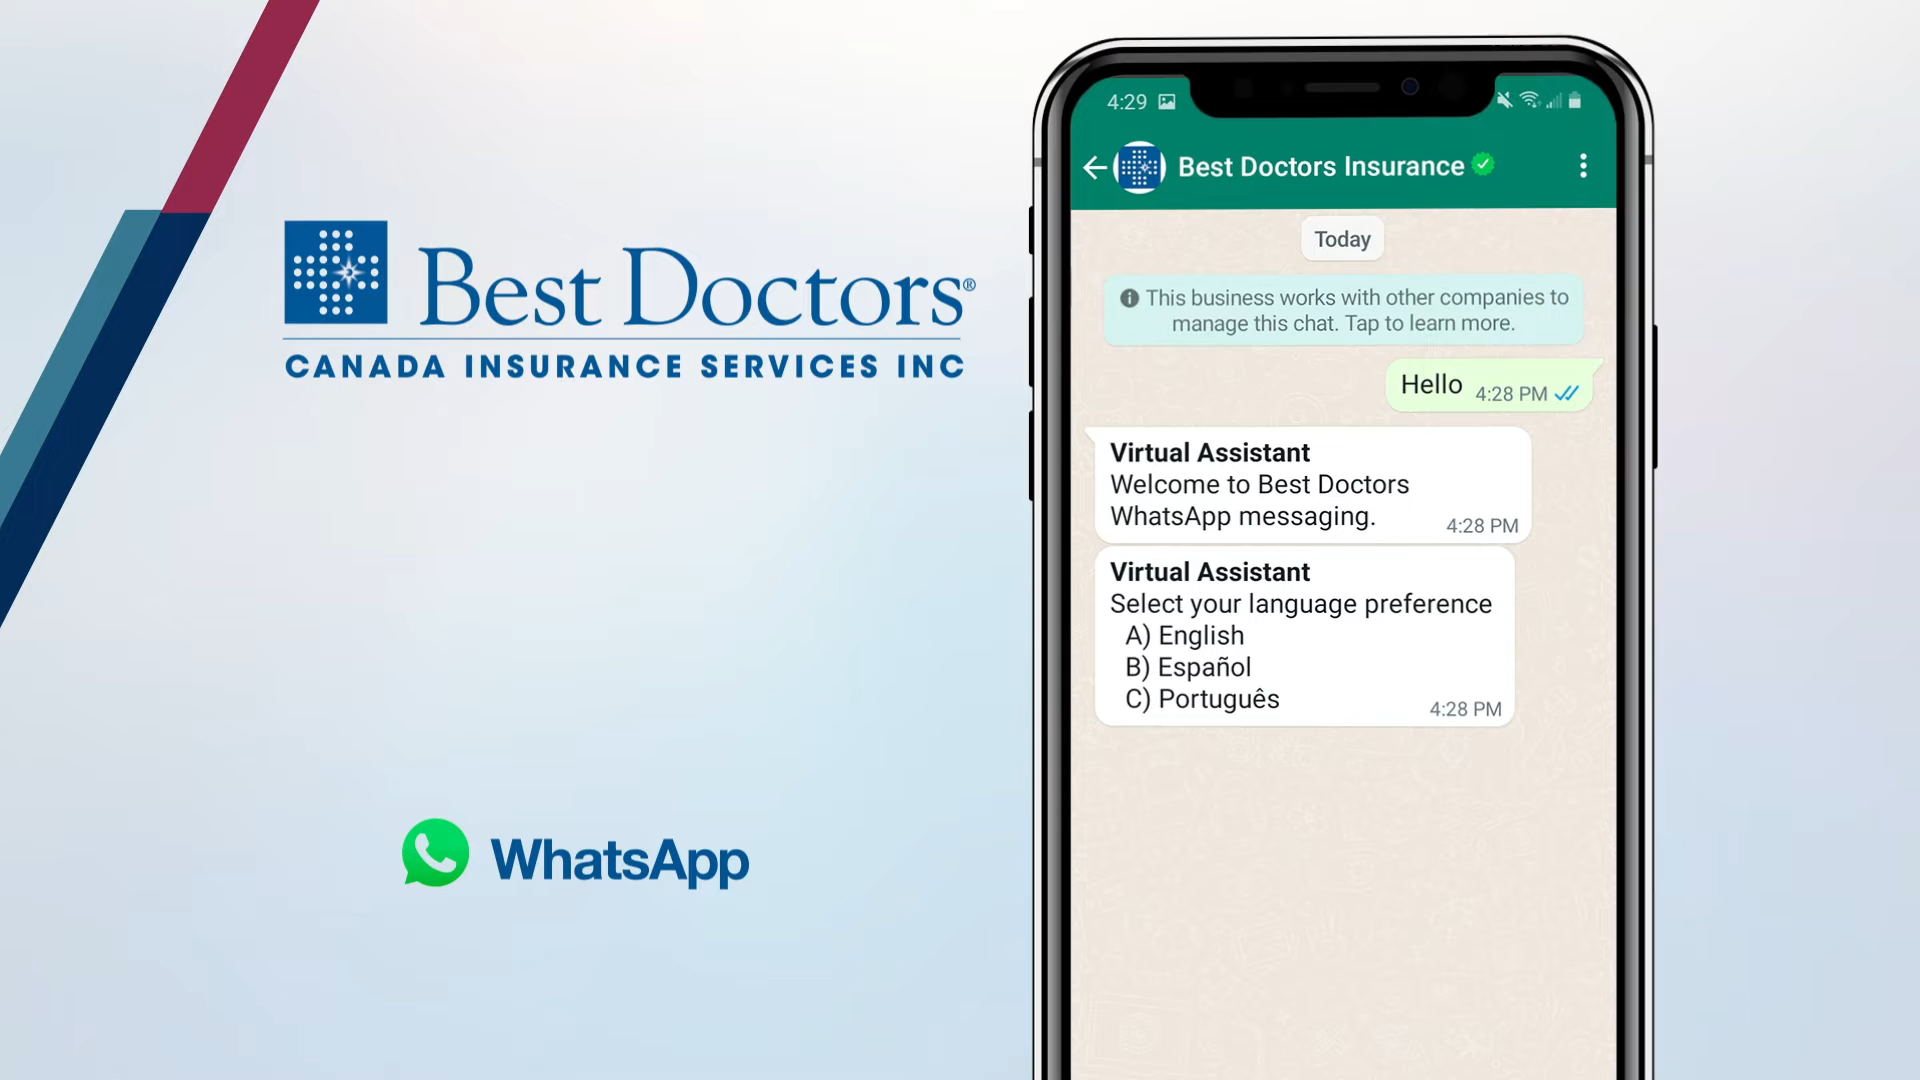 Best Doctors®
CANADA INSURANCE SERVICES INC
WhatsApp
4:29
Best Doctors Insurance
Today
This business works with other companies to
manage this chat. Tap to learn more.
Hello 4:28 PM
Virtual Assistant
Welcome to Best Doctors
WhatsApp messaging. 4:28 PM
Virtual Assistant
Select your language preference
A) English
B) Español
C) Português 4:28 PM